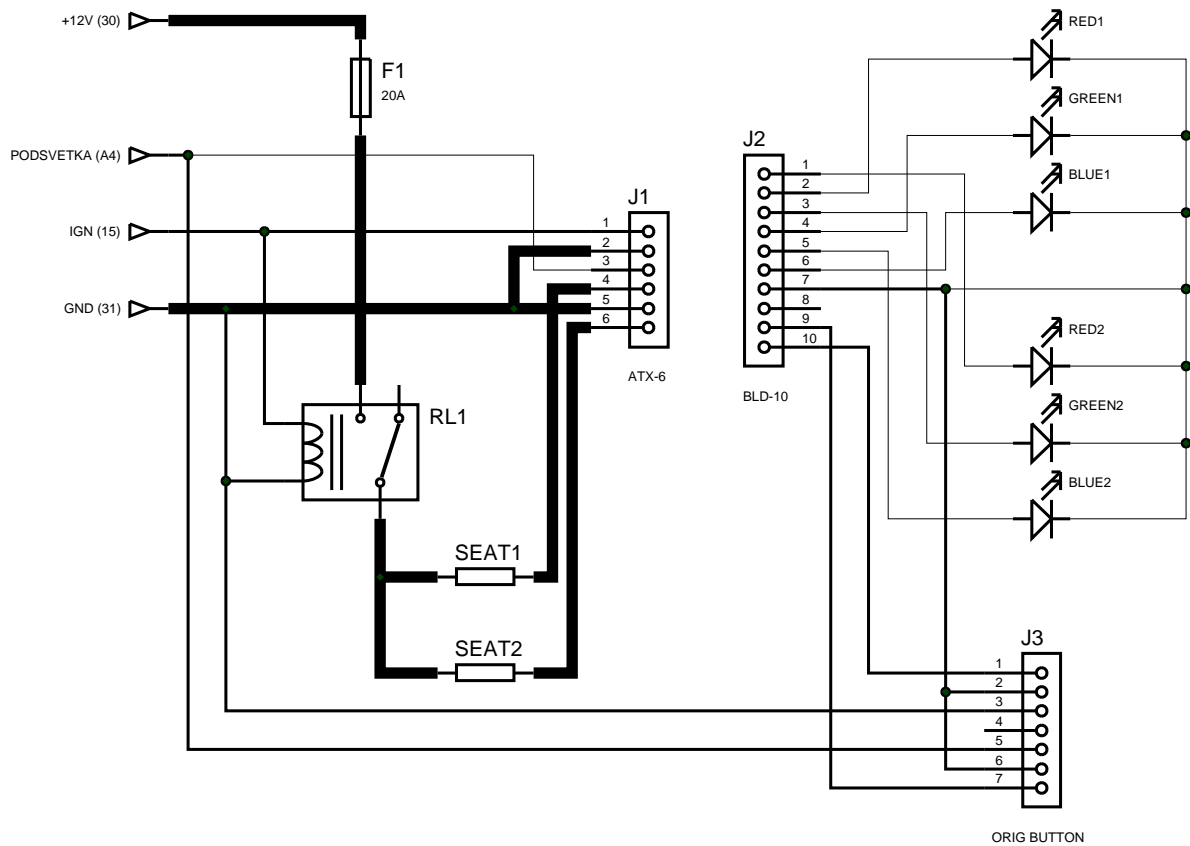 +12V (30)
F1
20A
PODSVETKA (A4)
IGN (15)
GND (31)
J1
1
2
3
4
5
6
ATX-6
RL1
SEAT1
SEAT2
J2
1
2
3
4
5
6
7
8
9
10
BLD-10
RED1
GREEN1
BLUE1
RED2
GREEN2
BLUE2
J3
1
2
3
4
5
6
7
ORIG BUTTON